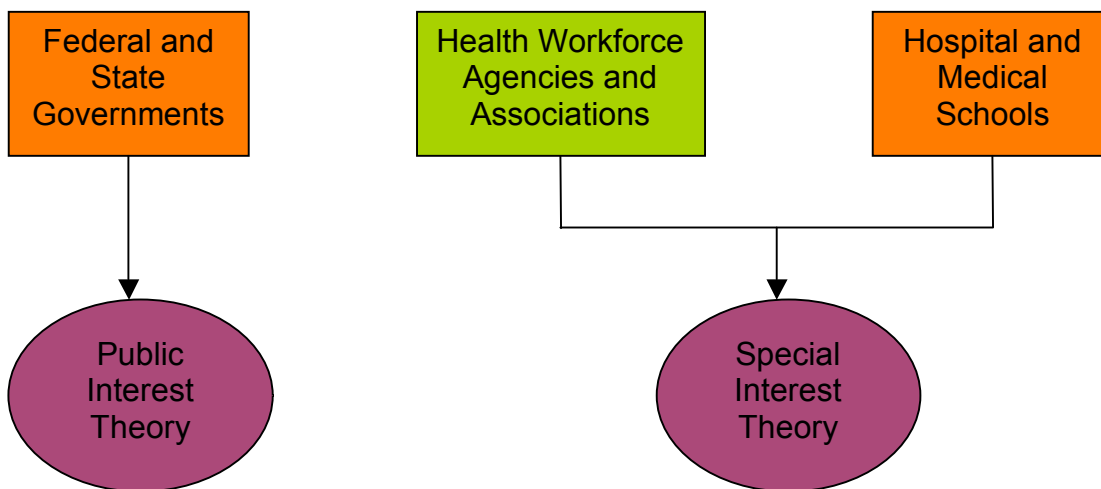 Federal and
State
Governments
Health Workforce
Agencies and
Associations
Hospital and
Medical
Schools
Public
Interest
Theory
Special
Interest
Theory